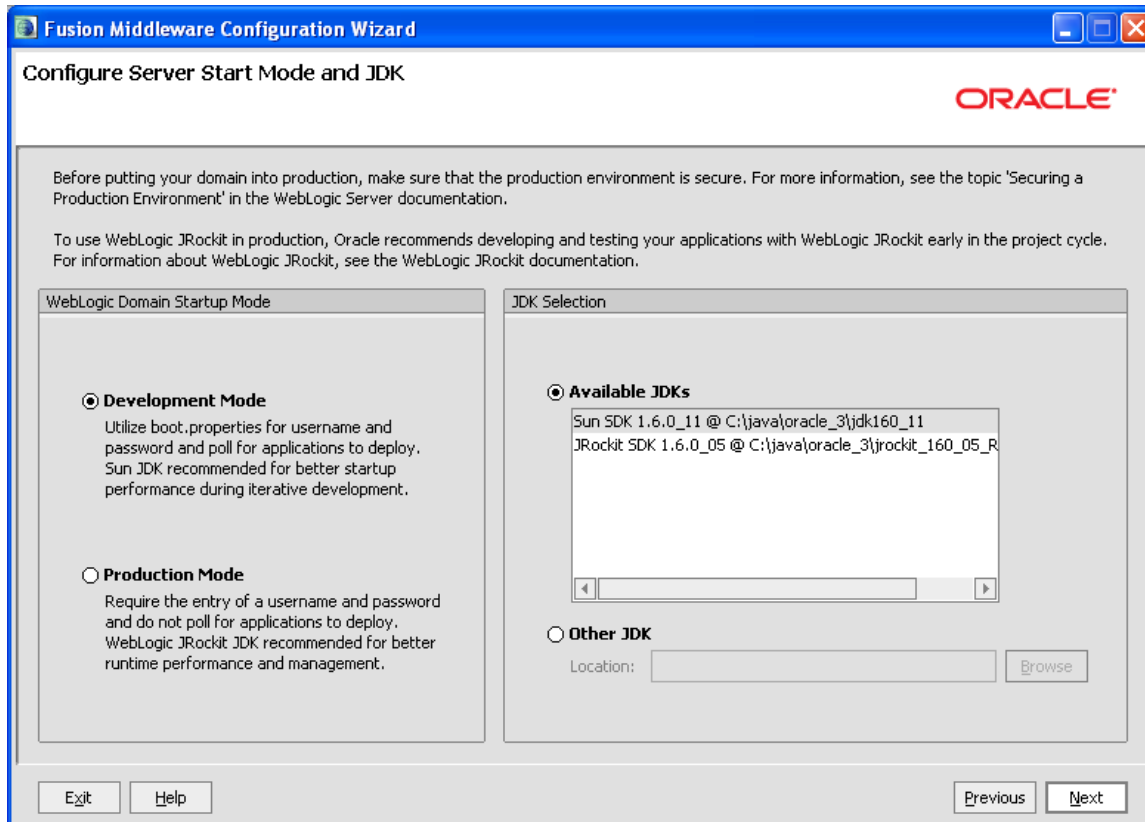 Fusion Middleware Configuration Wizard
Configure Server Start Mode and JDK
ORACLE
Before putting your domain into production, make sure that the production environment is secure. For more information, see the topic 'Securing a
Production Environment' in the WebLogic Server documentation.
To use WebLogic JRockit in production, Oracle recommends developing and testing your applications with WebLogic JRockit early in the project cycle.
For information about WebLogic JRockit, see the WebLogic JRockit documentation.
WebLogic Domain Startup Mode
Development Mode
Utilize boot.properties for username and
password and poll for applications to deploy.
Sun JDK recommended for better startup
performance during iterative development.
Production Mode
Require the entry of a username and password
and do not poll for applications to deploy.
WebLogic JRockit JDK recommended for better
runtime performance and management.
JDK Selection
Available JDKs
Sun SDK 1.6.0_11 @ C:\java\oracle_3\jdk160_11
JRockit SDK 1.6.0_05 @ C:\java\oracle_3\jrockit_160_05_R
Other JDK
Location:
Browse
Exit
Help
Previous
Next